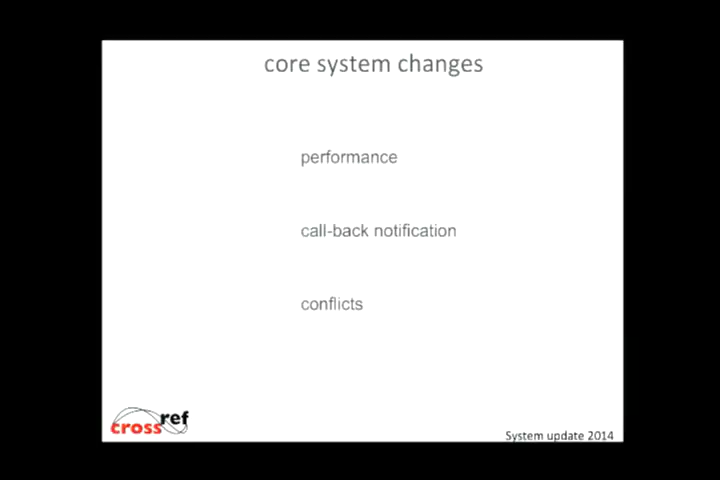 core system changes
performance
call-back notification
conflicts
crossref
System update 2014